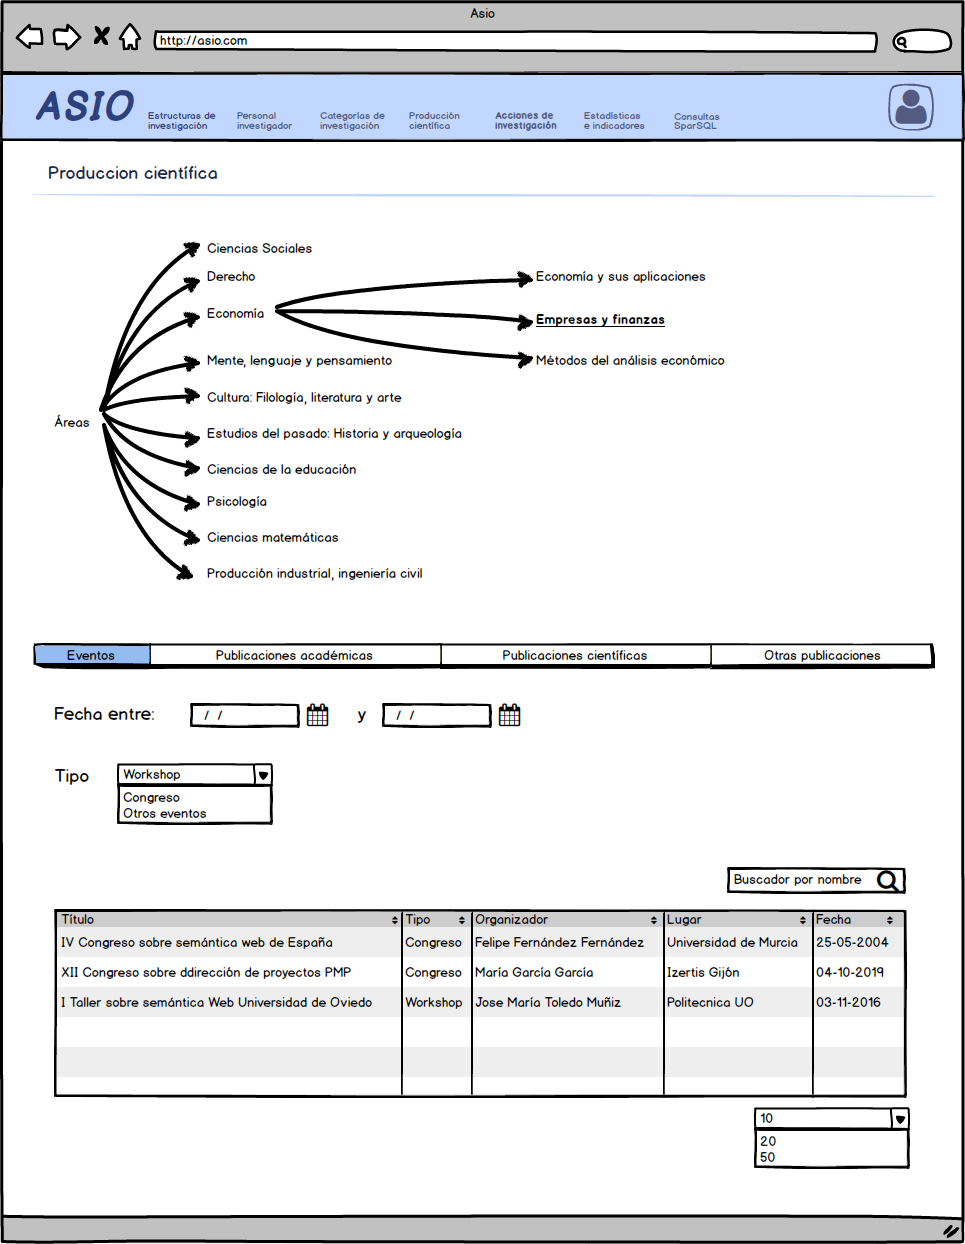 Asio
http://asio.com
ASIO
Estructuras de
investigación
Personal
investigador
Categorías de
investigación
Producción
científica
Acciones de
investigación
Estadísticas
e indicadores
Consultas
SparSQL
Produccion científica
Áreas
Ciencias Sociales
Derecho
Economía
Mente, lenguaje y pensamiento
Cultura: Filología, literatura y arte
Estudios del pasado: Historia y arqueología
Ciencias de la educación
Psicología
Ciencias matemáticas
Producción industrial, ingeniería civil
Economía y sus aplicaciones
Empresas y finanzas
Métodos del análisis económico
Eventos Publicaciones académicas Publicaciones científicas Otras publicaciones
Fecha entre: / / y / /
Tipo Workshop
Congreso
Otros eventos
Buscador por nombre
Título Tipo Organizador Lugar Fecha
IV Congreso sobre semántica web de España Congreso Felipe Fernández Fernández Universidad de Murcia 25-05-2004
XII Congreso sobre ddirección de proyectos PMP Congreso María García García Izertis Gijón 04-10-2019
I Taller sobre semántica Web Universidad de Oviedo Workshop Jose María Toledo Muñiz Politecnica UO 03-11-2016
10
20
50